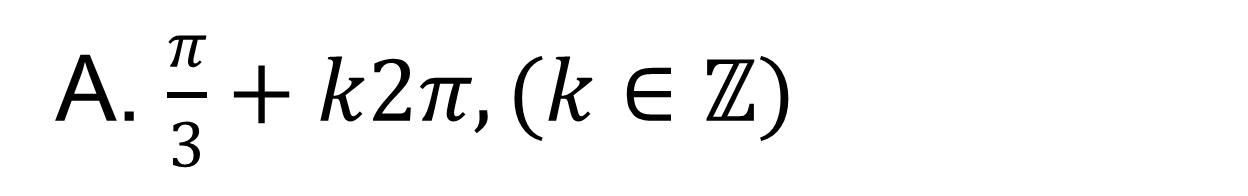 A. π/3 + k2π, (k ∈ ℤ)